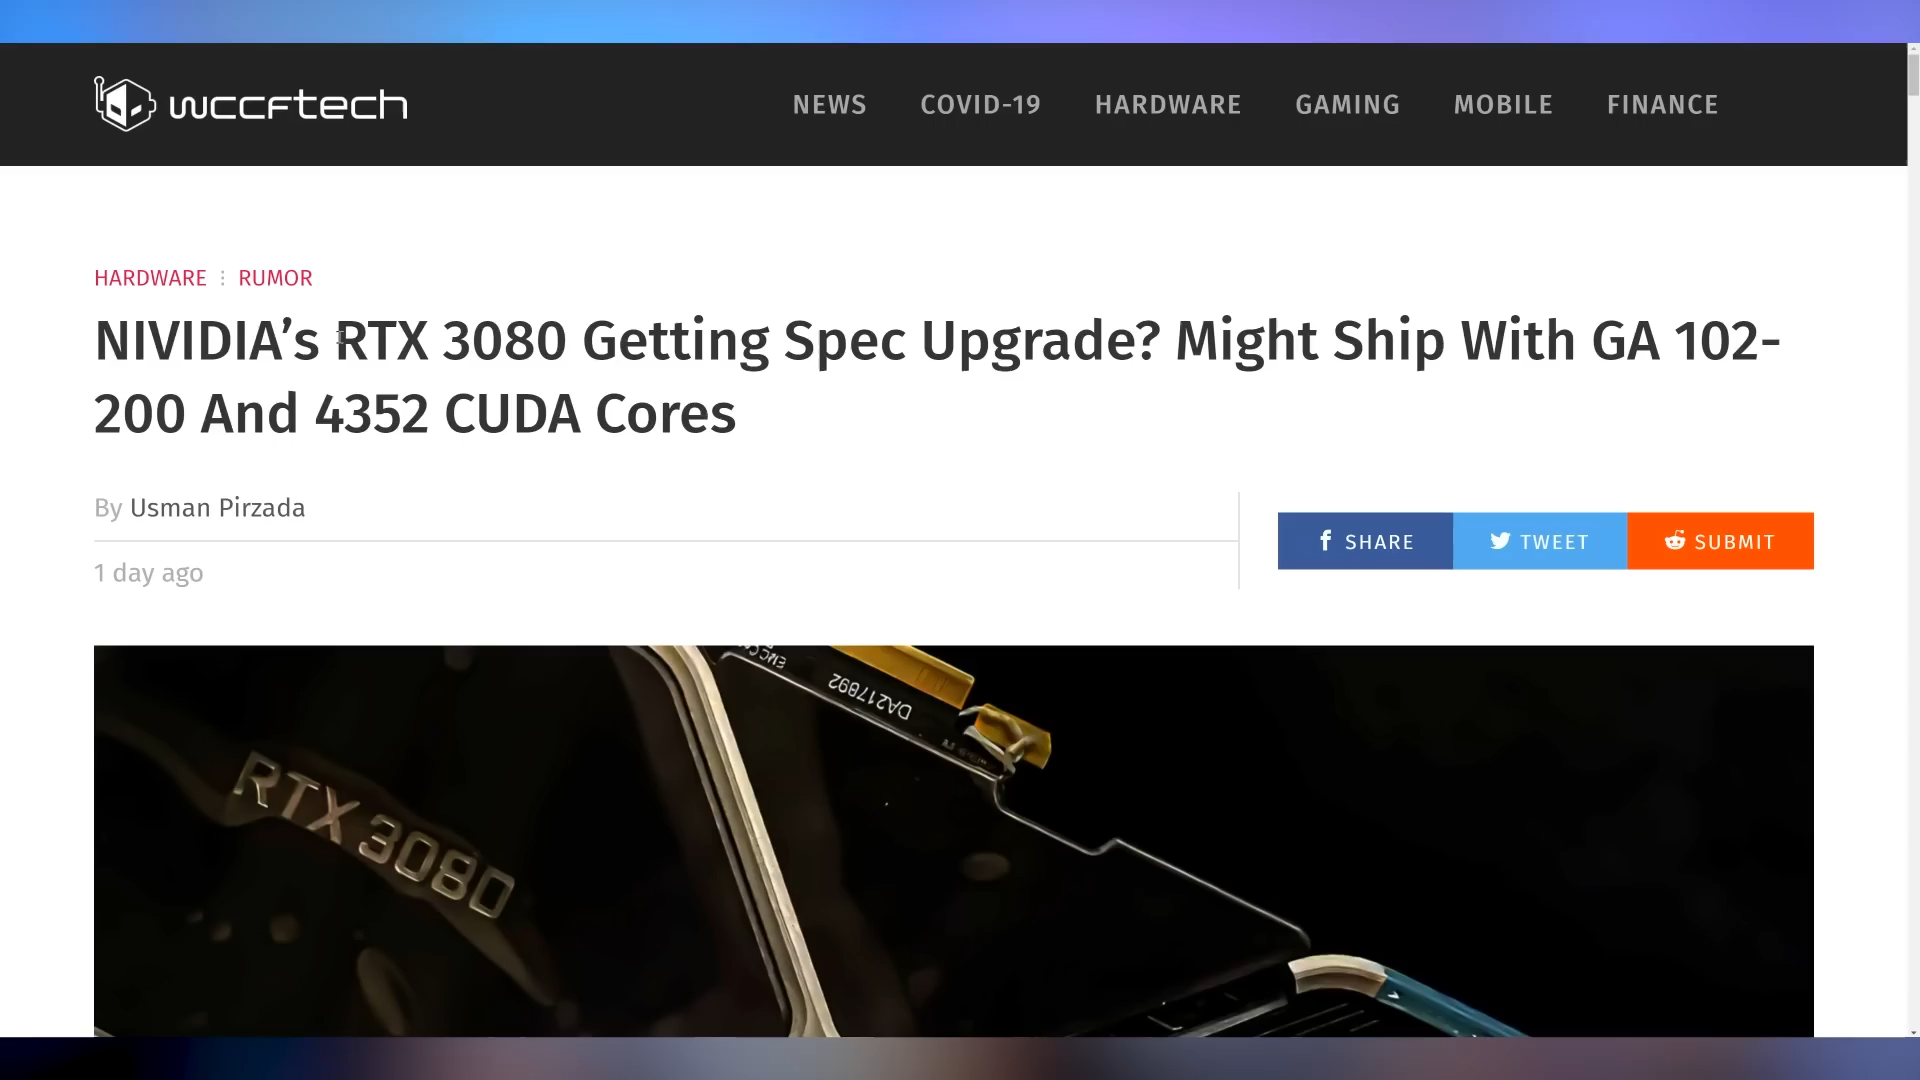 wccftech
NEWS COVID-19 HARDWARE GAMING MOBILE FINANCE
HARDWARE ⋮ RUMOR
NIVIDIA’s RTX 3080 Getting Spec Upgrade? Might Ship With GA 102-
200 And 4352 CUDA Cores
By Usman Pirzada
SHARE TWEET SUBMIT
1 day ago
DA217892
RTX 3080